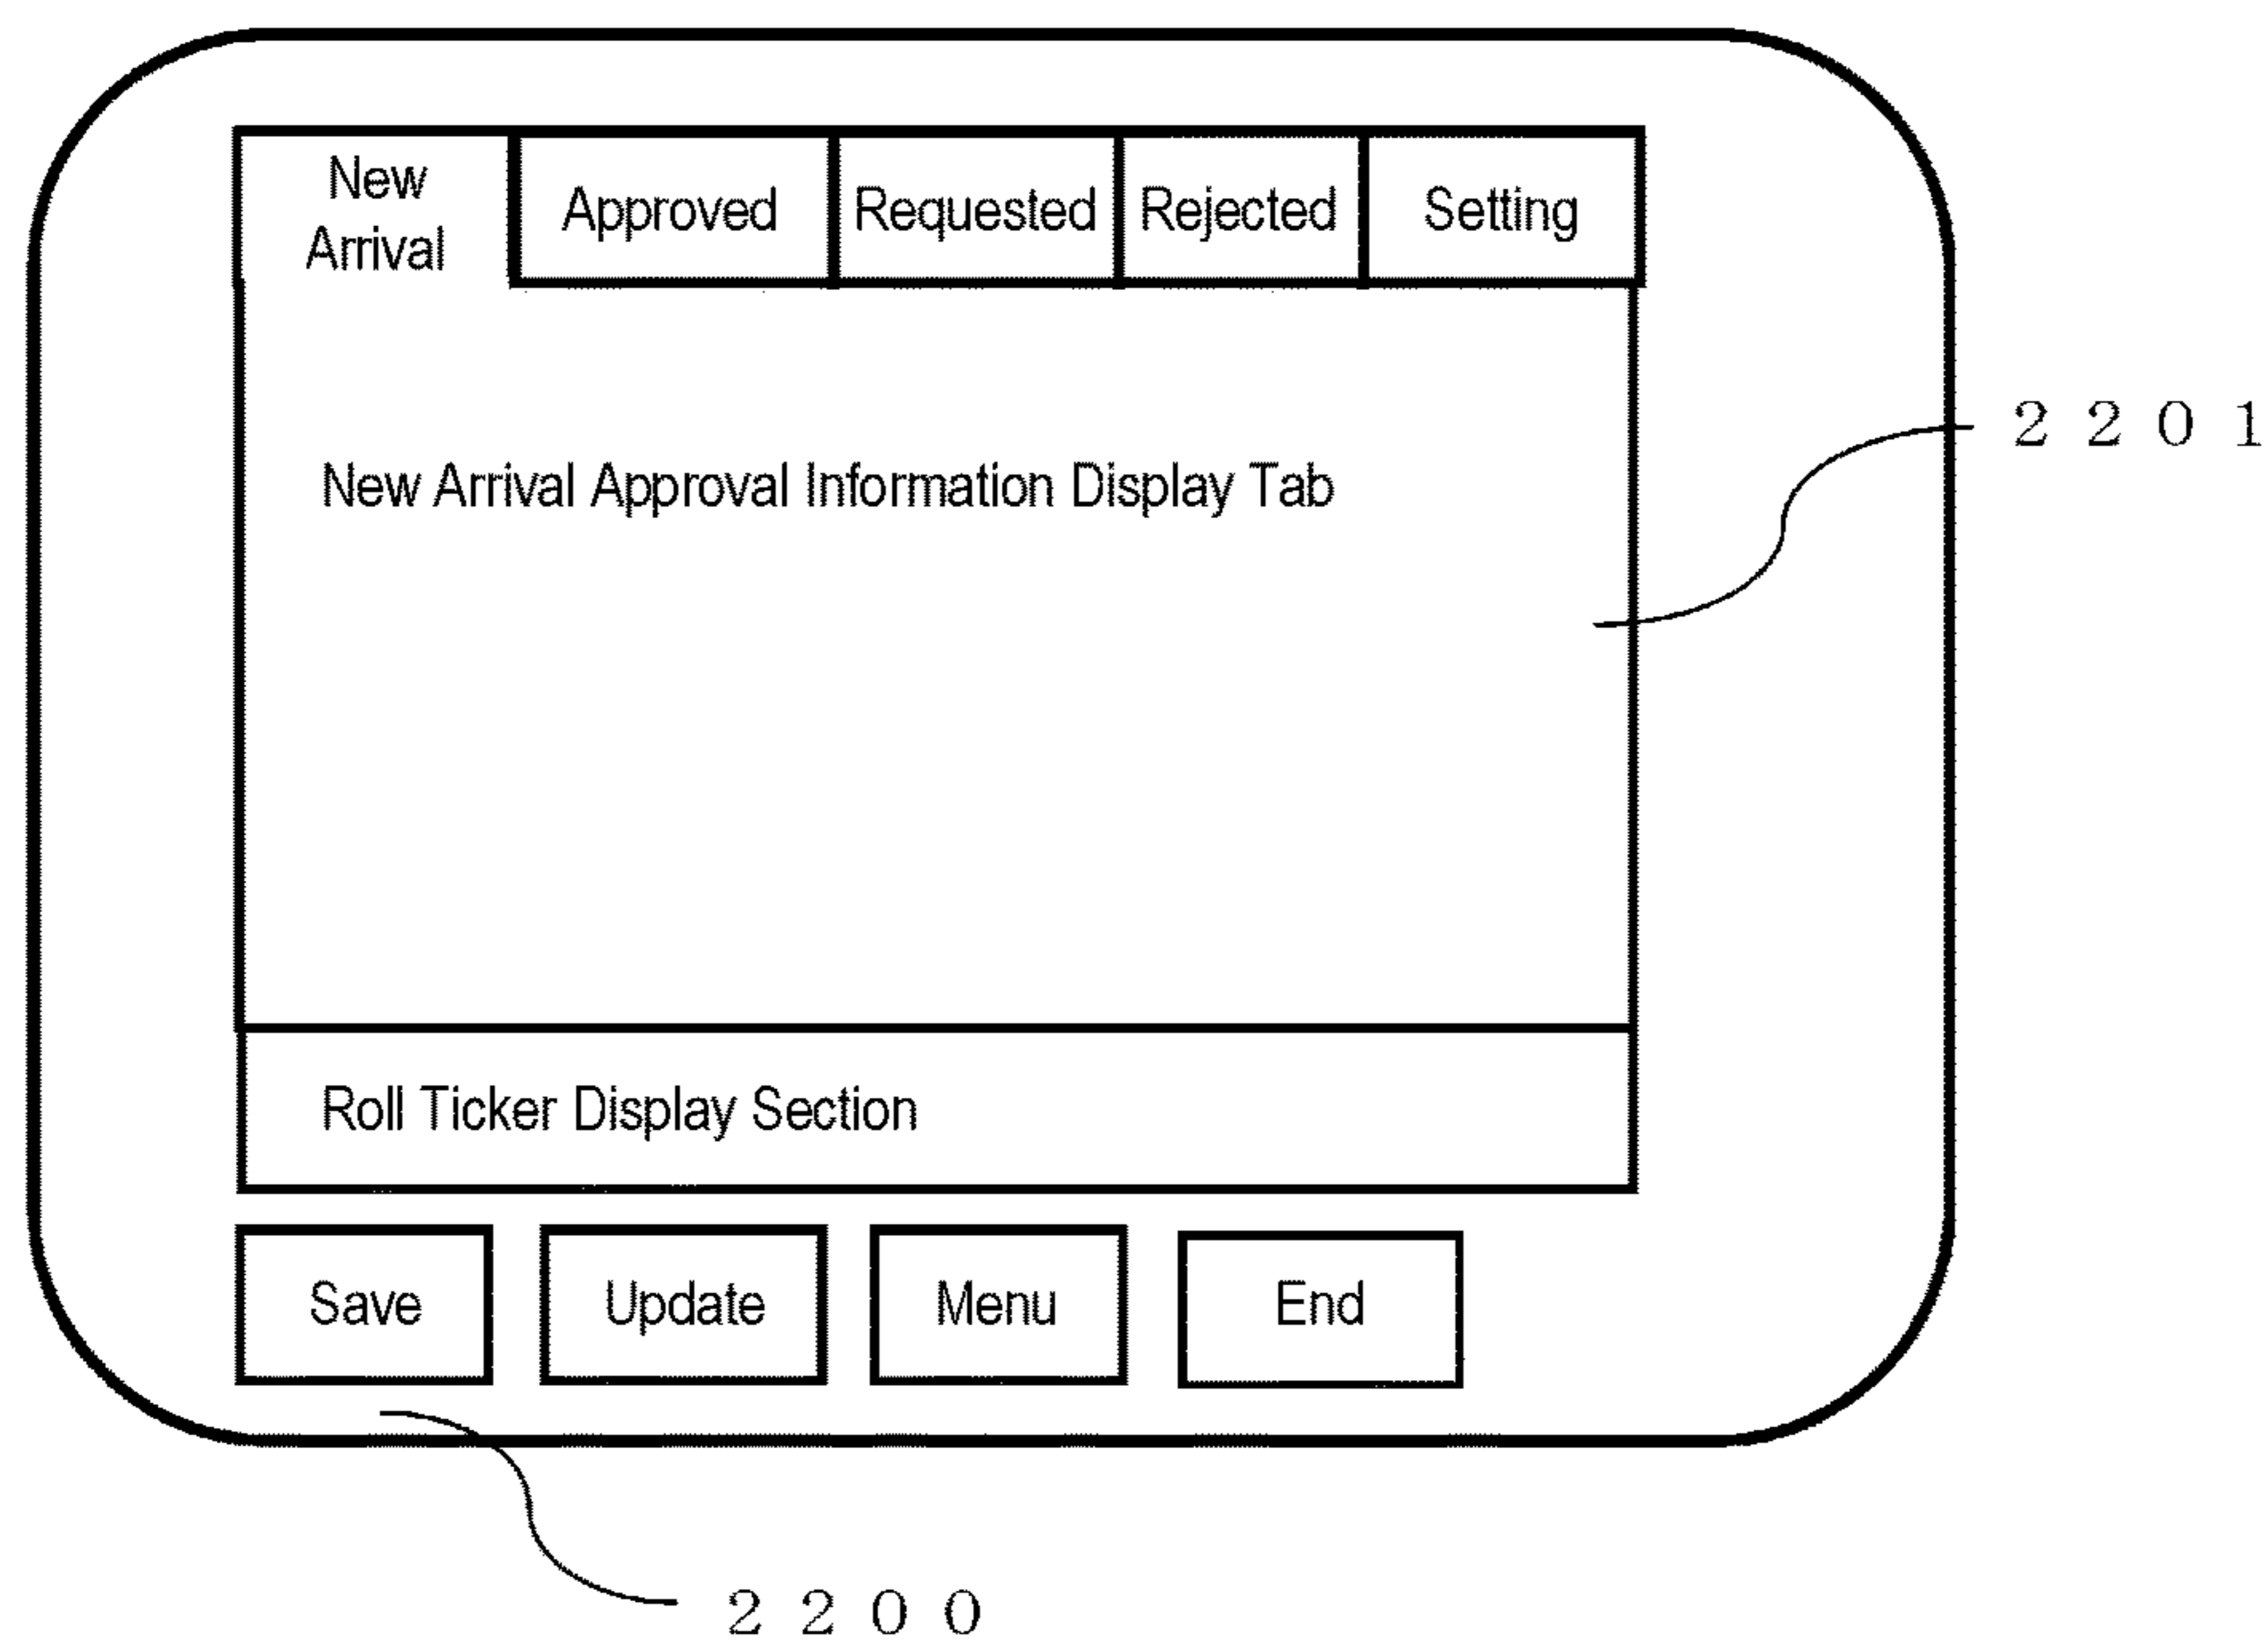 New
Arrival
Approved
Requested
Rejected
Setting
2201
New Arrival Approval Information Display Tab
Roll Ticker Display Section
Save
Update
Menu
End
2200